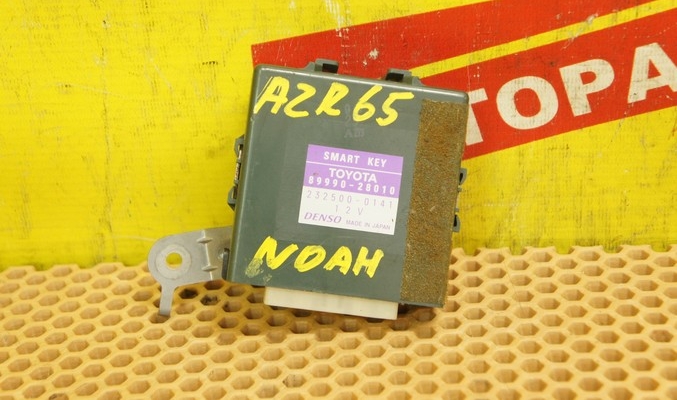 AZR65
SMART KEY
TOYOTA
89990-28010
232500-0141
12V
DENSO MADE IN JAPAN
NOAH
ТОРА